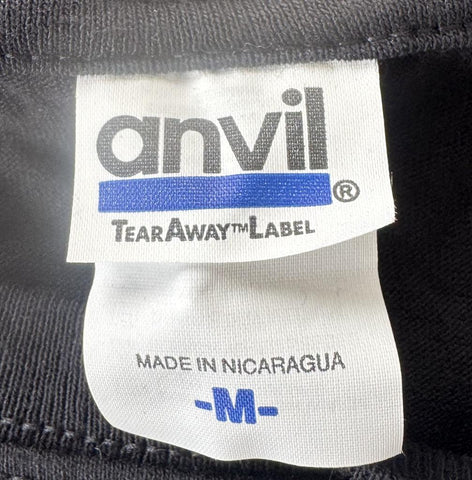 anvil
®
TEARAWAY™LABEL
MADE IN NICARAGUA
-M-